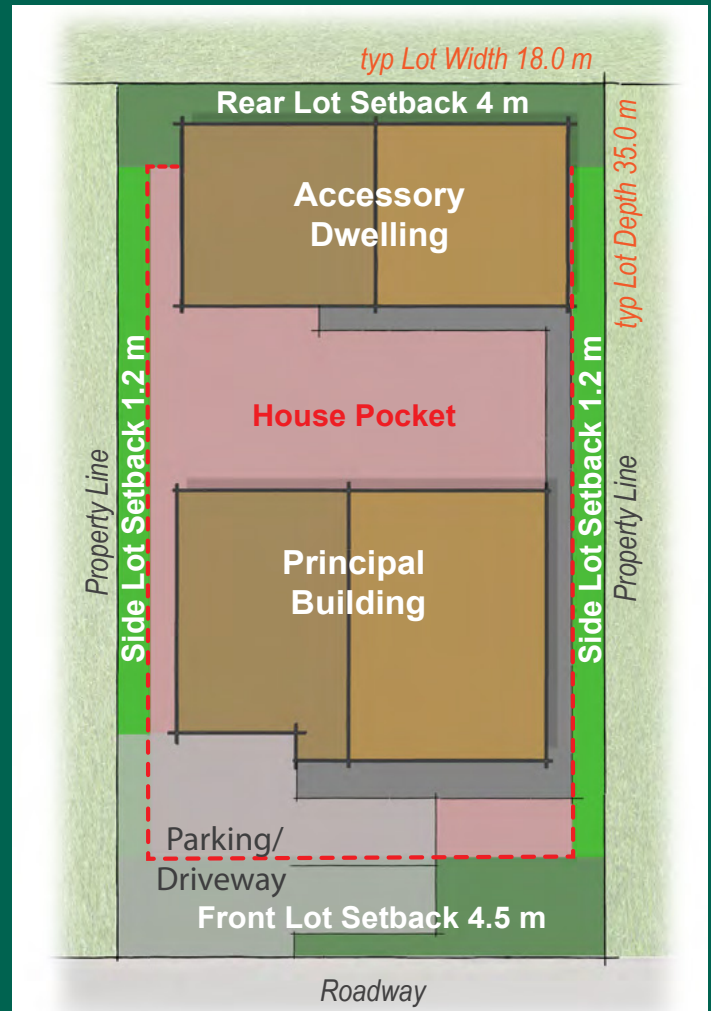 typ Lot Width 18.0 m
Rear Lot Setback 4 m
typ Lot Depth 35.0 m
Accessory
Dwelling
House Pocket
Property Line
Side Lot Setback 1.2 m
Side Lot Setback 1.2 m
Property Line
Principal
Building
Parking/
Driveway
Front Lot Setback 4.5 m
Roadway